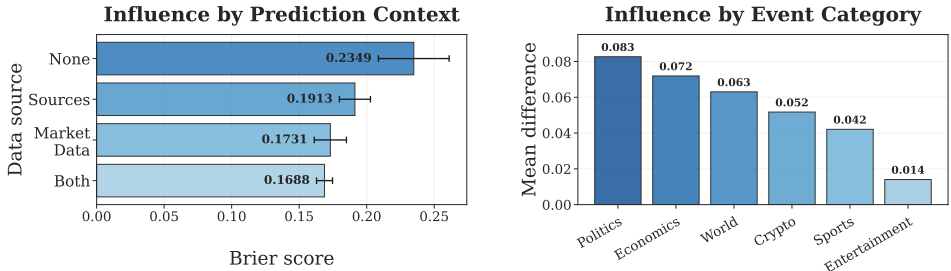 Influence by Prediction Context
Data source
None
Sources
Market
Data
Both
0.2349
0.1913
0.1731
0.1688
0.00 0.05 0.10 0.15 0.20 0.25
Brier score
Influence by Event Category
Mean difference
0.08
0.06
0.04
0.02
0.00
0.083
0.072
0.063
0.052
0.042
0.014
Politics
Economics
World
Crypto
Sports
Entertainment